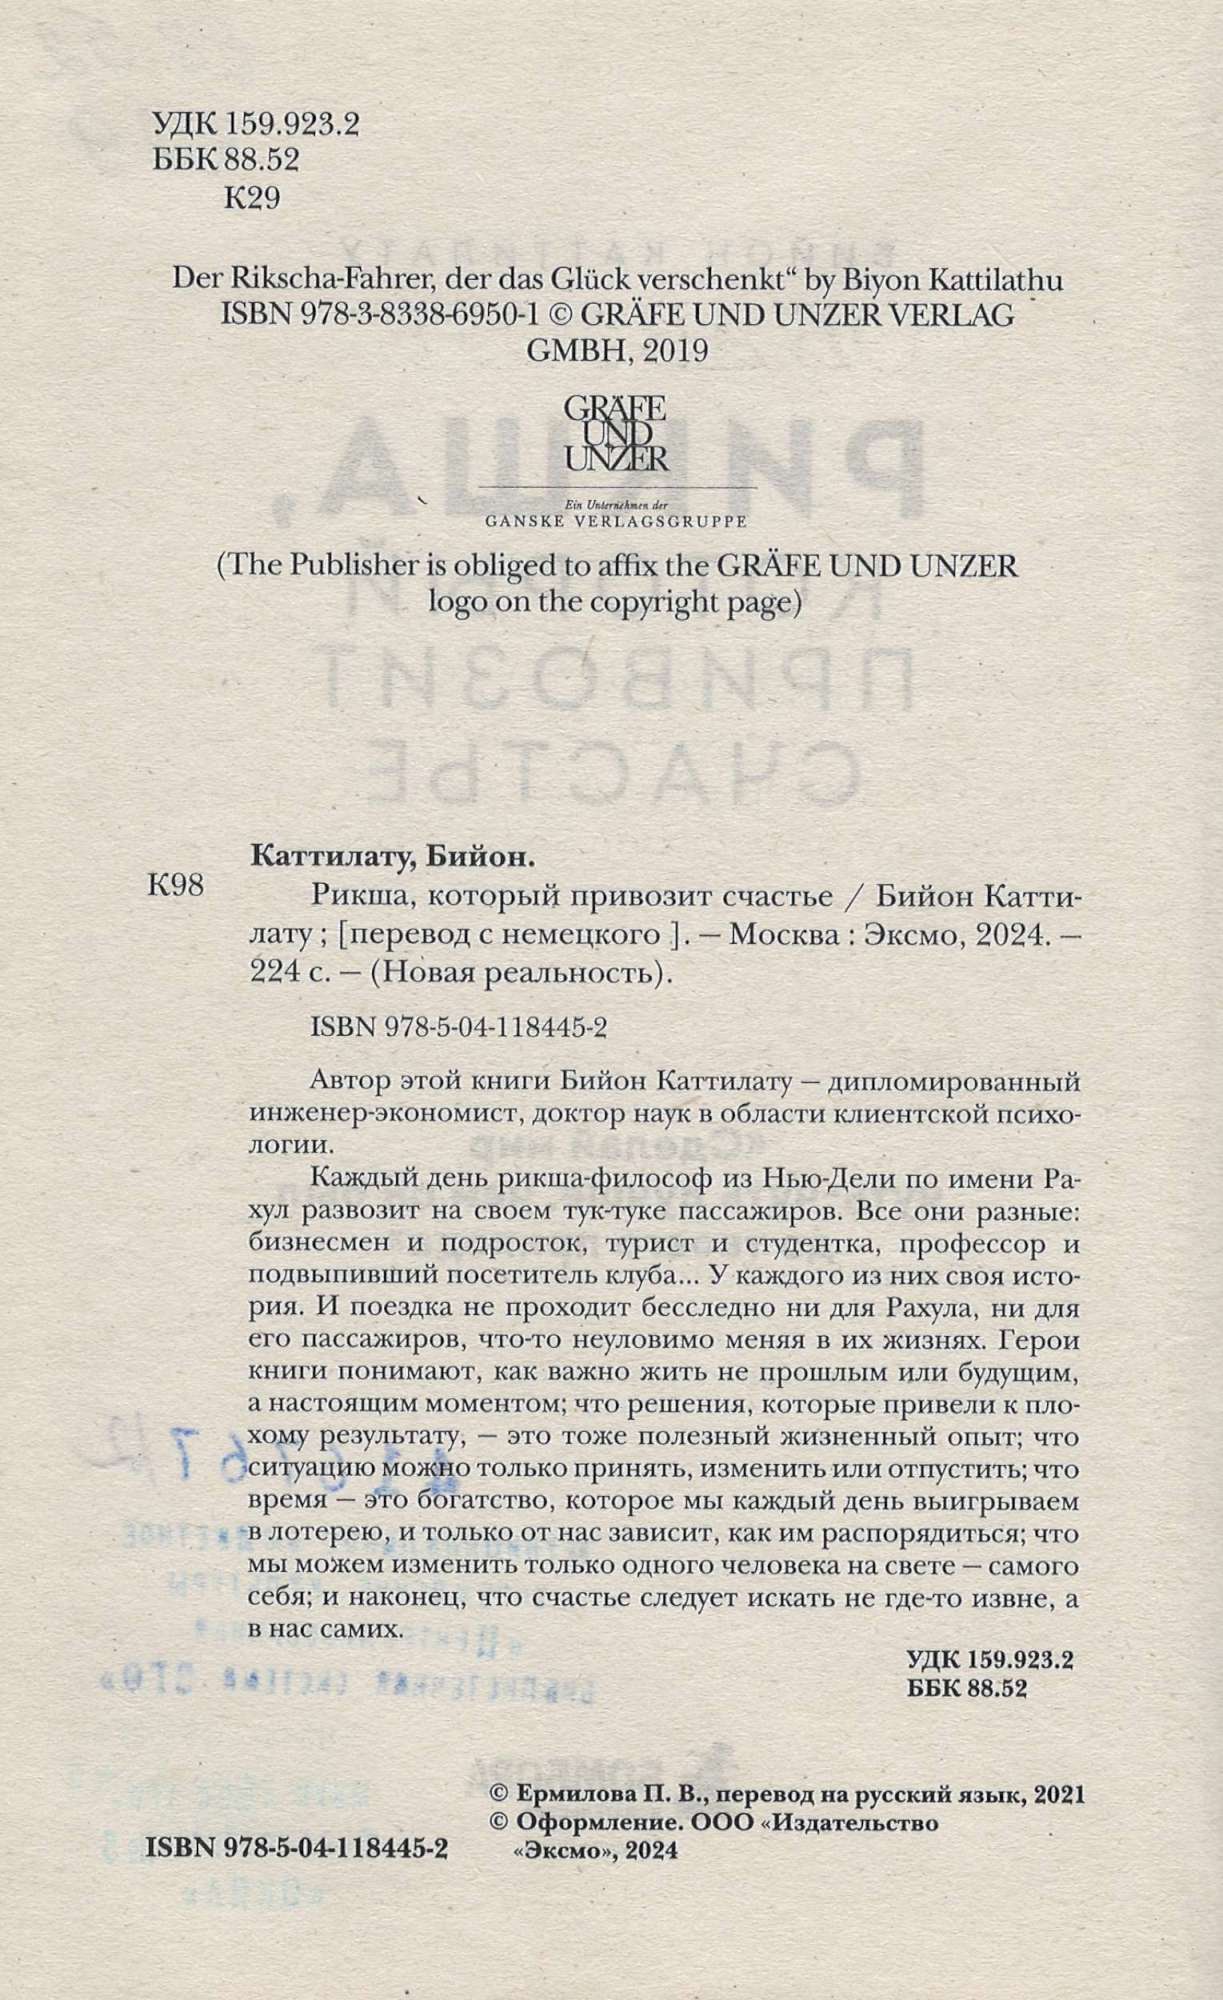 УДК 159.923.2
ББК 88.52
К29
Der Rikscha-Fahrer, der das Glück verschenkt“ by Biyon Kattilathu
ISBN 978-3-8338-6950-1 © GRÄFE UND UNZER VERLAG
GMBH, 2019
GRÄFE
UND
UNZER
Ein Unternehmen der
GANSKE VERLAGSGRUPPE
(The Publisher is obliged to affix the GRÄFE UND UNZER
logo on the copyright page)
Каттилату, Бийон.
К98
Рикша, который привозит счастье / Бийон Катти-
лату ; [перевод с немецкого ]. — Москва : Эксмо, 2024. —
224 с. — (Новая реальность).
ISBN 978-5-04-118445-2
Автор этой книги Бийон Каттилату — дипломированный
инженер-экономист, доктор наук в области клиентской психо-
логии.
Каждый день рикша-философ из Нью-Дели по имени Ра-
хул развозит на своем тук-туке пассажиров. Все они разные:
бизнесмен и подросток, турист и студентка, профессор и
подвыпивший посетитель клуба... У каждого из них своя исто-
рия. И поездка не проходит бесследно ни для Рахула, ни для
его пассажиров, что-то неуловимо меняя в их жизнях. Герои
книги понимают, как важно жить не прошлым или будущим,
а настоящим моментом; что решения, которые привели к пло-
хому результату, — это тоже полезный жизненный опыт; что
ситуацию можно только принять, изменить или отпустить; что
время — это богатство, которое мы каждый день выигрываем
в лотерею, и только от нас зависит, как им распорядиться; что
мы можем изменить только одного человека на свете — самого
себя; и наконец, что счастье следует искать не где-то извне, а
в нас самих.
УДК 159.923.2
ББК 88.52
© Ермилова П. В., перевод на русский язык, 2021
© Оформление. ООО «Издательство
«Эксмо», 2024
ISBN 978-5-04-118445-2